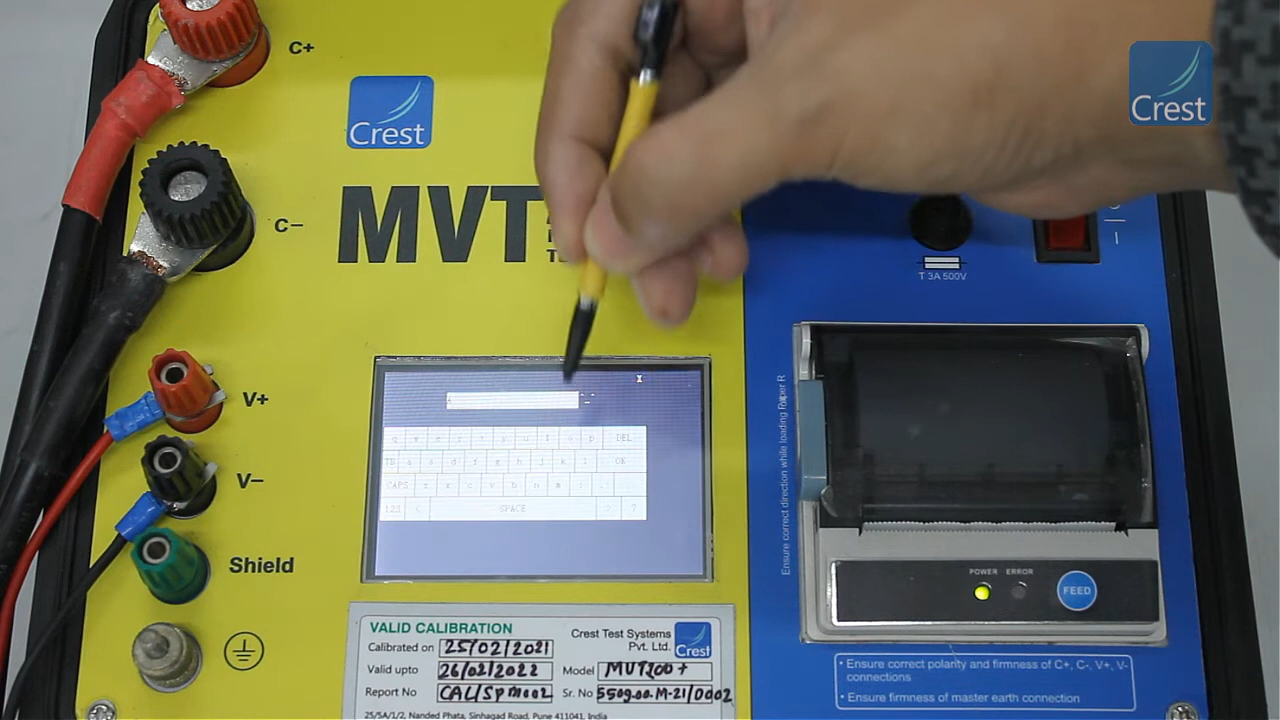 C+
Crest
Crest
C−
MVT
I
T 3A 500V
V+
V−
Shield
Ensure correct direction while loading Paper R
DEL
OK
CAPS z x c v b n m
123 SPACE ?
POWER ERROR
FEED
VALID CALIBRATION
Calibrated on 25/02/2021
Valid upto 26/02/2022
Report No CAL/SPM002
Crest Test Systems
Pvt. Ltd.
Crest
Model MVT200+
Sr. No 5509.00.M-21/0002
25/5A/1/2, Nanded Phata, Sinhagad Road, Pune 411041, India
• Ensure correct polarity and firmness of C+, C-, V+, V-
connections
• Ensure firmness of master earth connection